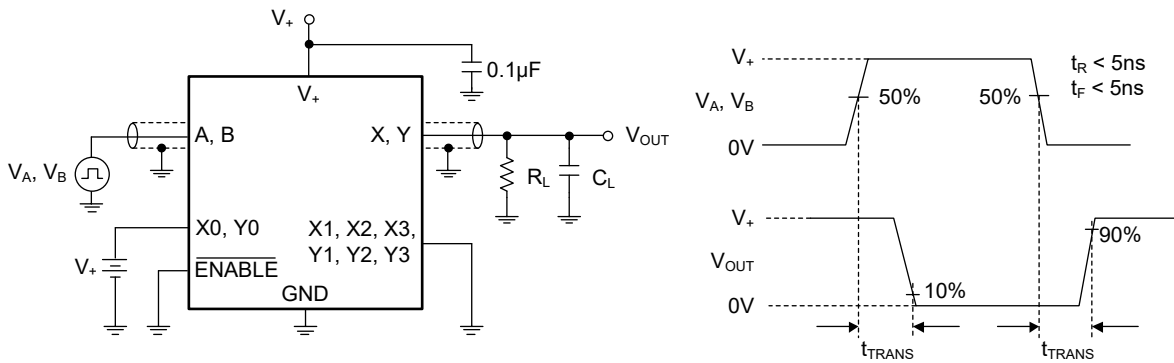 V+
0.1μF
V+
A, B
X, Y
VOUT
VA, VB
RL
CL
X0, Y0
X1, X2, X3,
Y1, Y2, Y3
V+
ENABLE
GND
V+
tR < 5ns
tF < 5ns
VA, VB
50%
50%
0V
V+
90%
VOUT
10%
0V
tTRANS
tTRANS